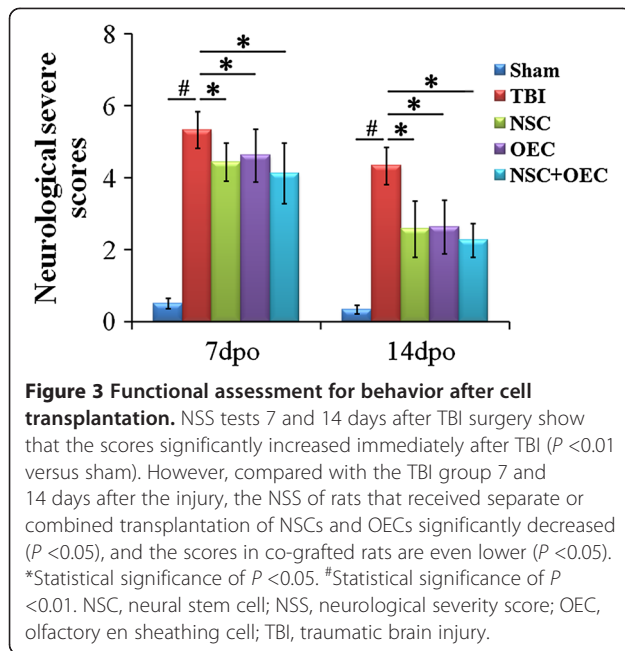 8
6
4
2
0
Neurological severe
scores
#
*
*
*
#
*
*
*
Sham
TBI
NSC
OEC
NSC+OEC
7dpo
14dpo
Figure 3 Functional assessment for behavior after cell
transplantation. NSS tests 7 and 14 days after TBI surgery show
that the scores significantly increased immediately after TBI (P <0.01
versus sham). However, compared with the TBI group 7 and
14 days after the injury, the NSS of rats that received separate or
combined transplantation of NSCs and OECs significantly decreased
(P <0.05), and the scores in co-grafted rats are even lower (P <0.05).
*Statistical significance of P <0.05. #Statistical significance of P
<0.01. NSC, neural stem cell; NSS, neurological severity score; OEC,
olfactory en sheathing cell; TBI, traumatic brain injury.